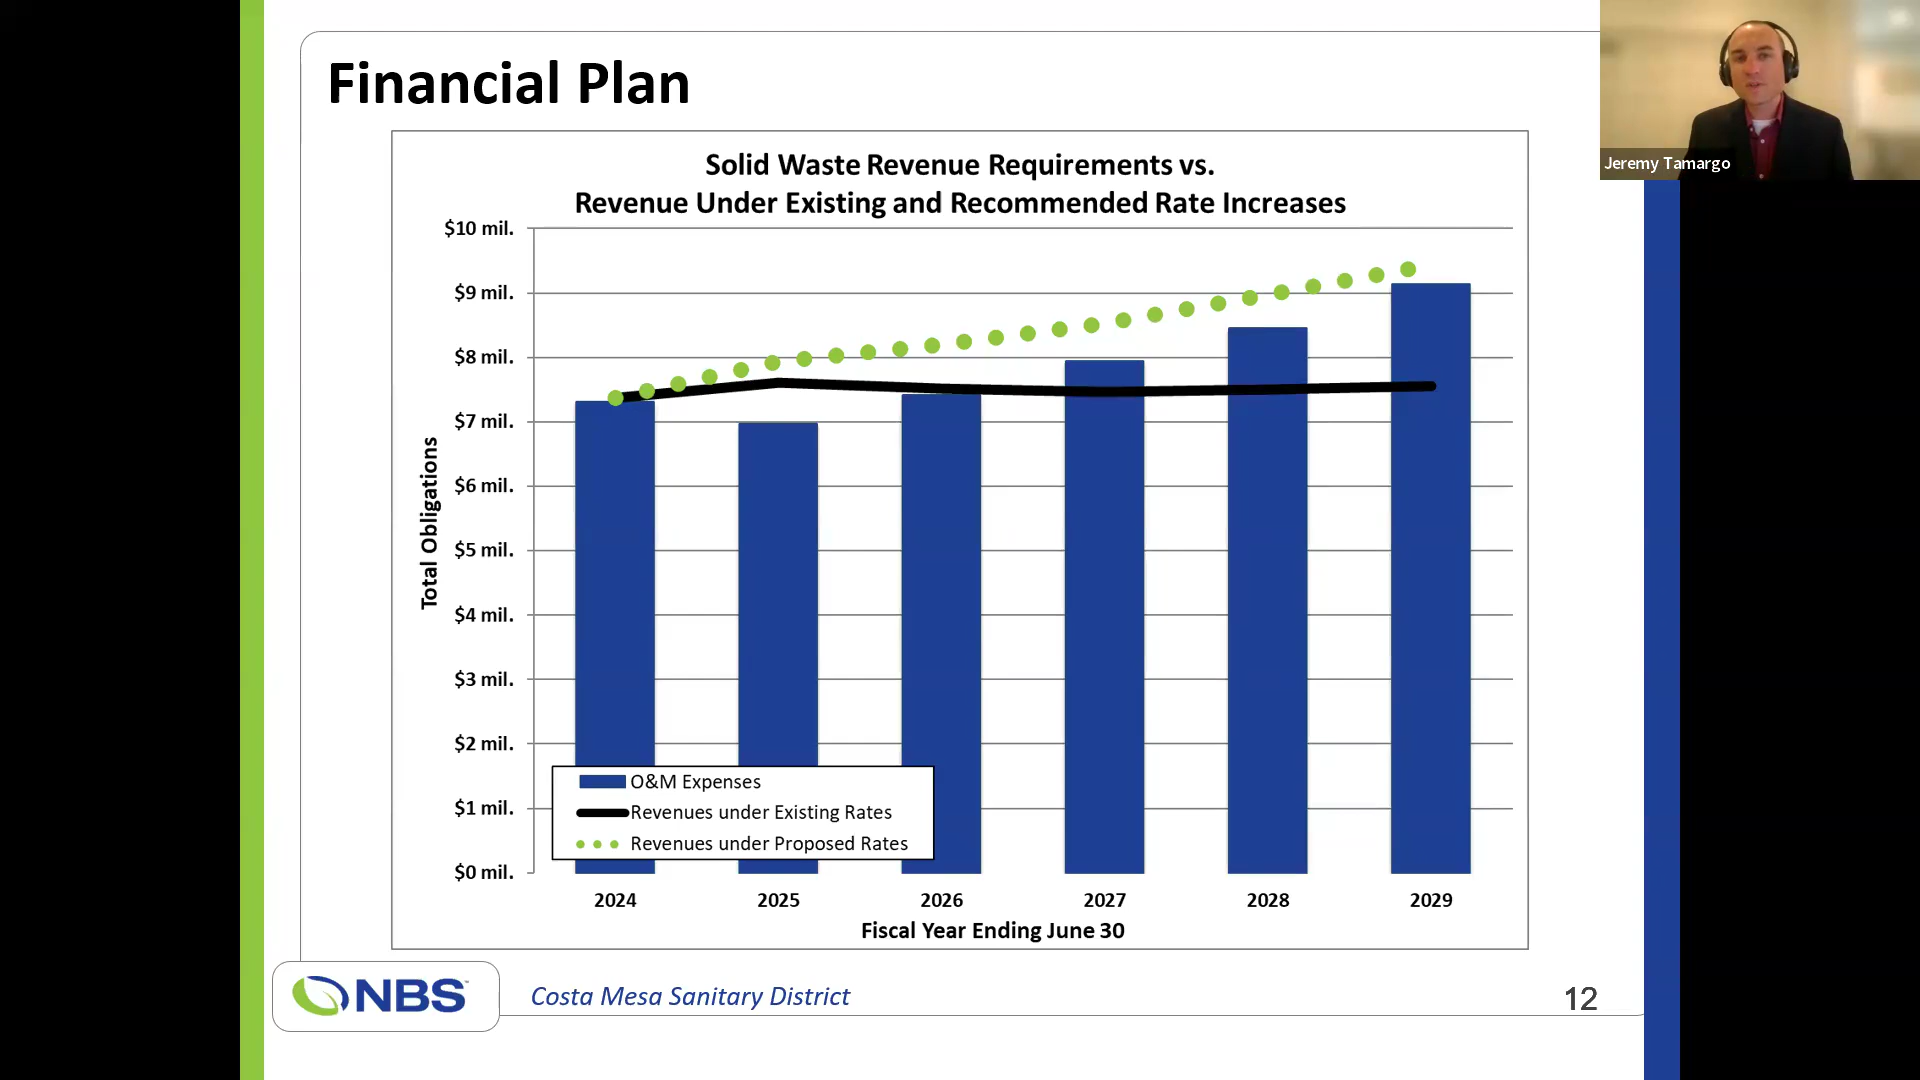 Financial Plan
Jeremy Tamargo
Solid Waste Revenue Requirements vs.
Revenue Under Existing and Recommended Rate Increases
$10 mil.
$9 mil.
$8 mil.
$7 mil.
$6 mil.
$5 mil.
$4 mil.
$3 mil.
$2 mil.
$1 mil.
$0 mil.
Total Obligations
O&M Expenses
Revenues under Existing Rates
Revenues under Proposed Rates
2024 2025 2026 2027 2028 2029
Fiscal Year Ending June 30
NBS™
Costa Mesa Sanitary District
12